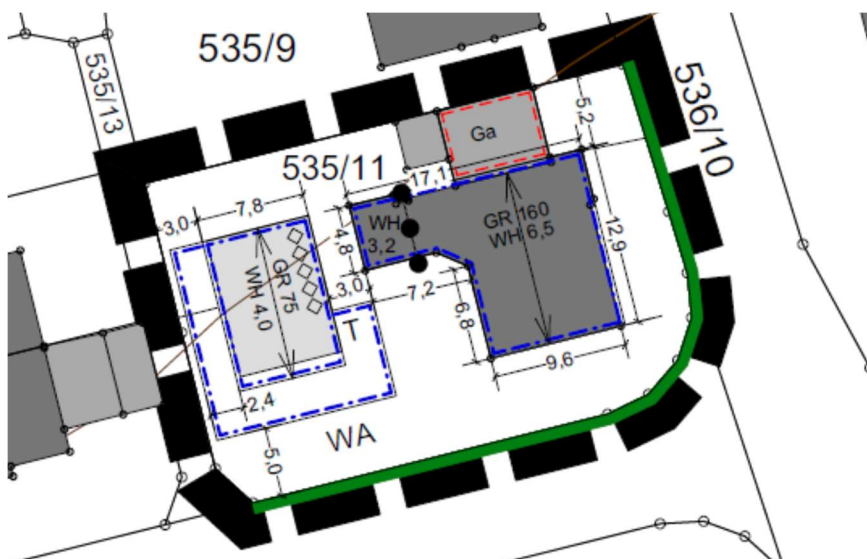 535/9
535/13
536/10
Ga
5,2
535/11
17,1
7,8
3,0
4,8
WH
3,2
GR 160
WH 6,5
12,9
GR 75
WH 4,0
3,0
7,2
T
6,8
9,6
2,4
WA
5,0